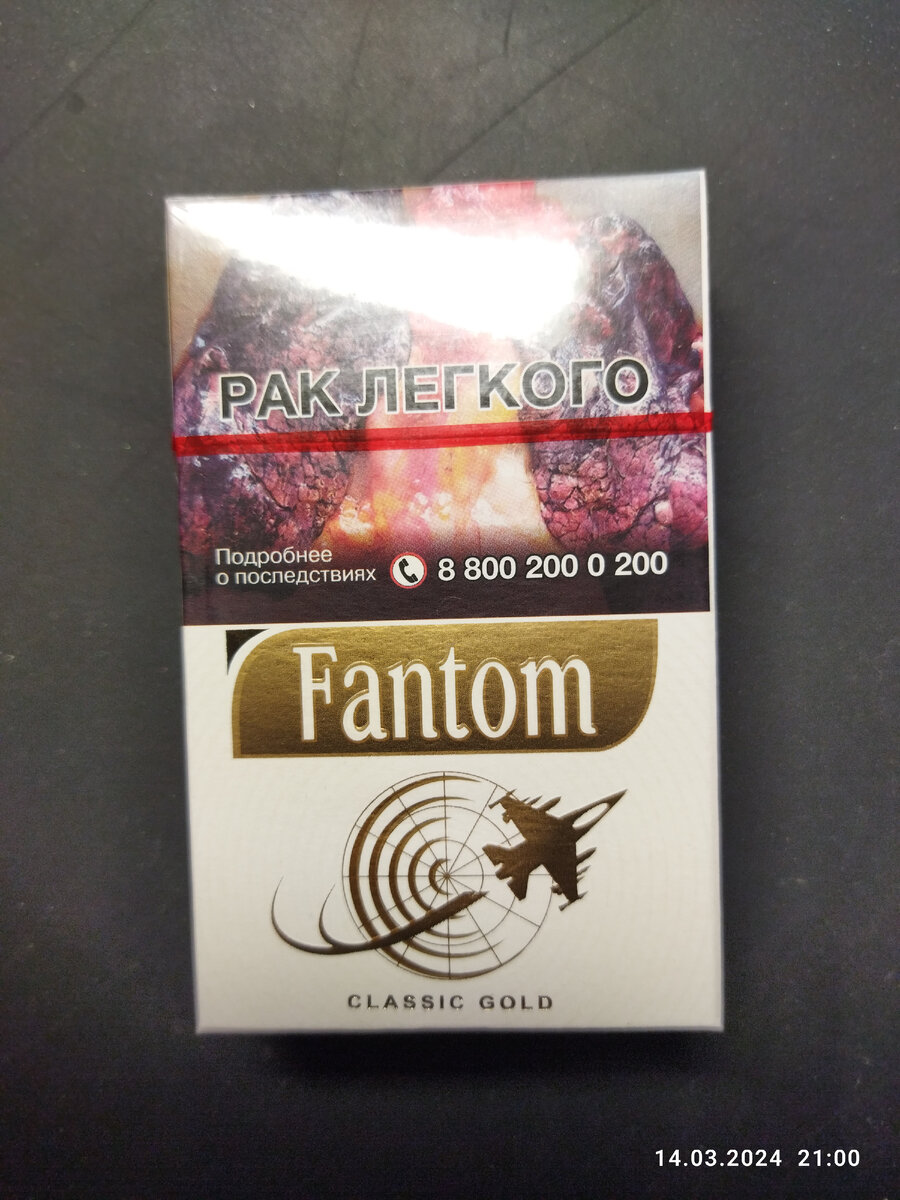 РАК ЛЕГКОГО
Подробнее
о последствиях 8 800 200 0 200
Fantom
CLASSIC GOLD
14.03.2024 21:00